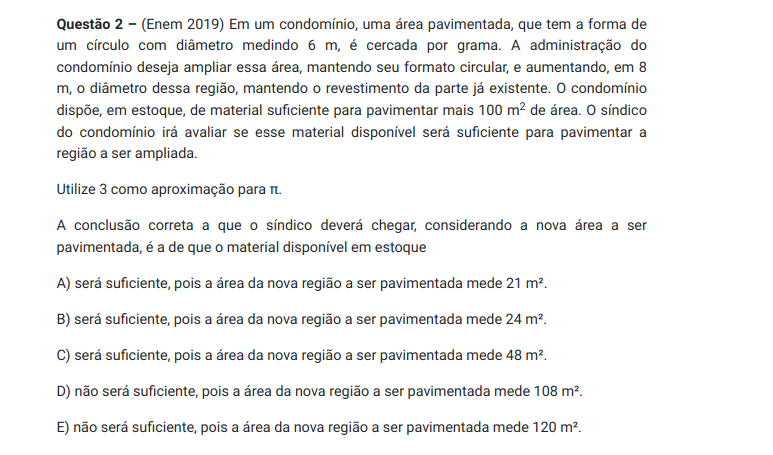 Questão 2 – (Enem 2019) Em um condomínio, uma área pavimentada, que tem a forma de
um círculo com diâmetro medindo 6 m, é cercada por grama. A administração do
condomínio deseja ampliar essa área, mantendo seu formato circular, e aumentando, em 8
m, o diâmetro dessa região, mantendo o revestimento da parte já existente. O condomínio
dispõe, em estoque, de material suficiente para pavimentar mais 100 m² de área. O síndico
do condomínio irá avaliar se esse material disponível será suficiente para pavimentar a
região a ser ampliada.
Utilize 3 como aproximação para π.
A conclusão correta a que o síndico deverá chegar, considerando a nova área a ser
pavimentada, é a de que o material disponível em estoque
A) será suficiente, pois a área da nova região a ser pavimentada mede 21 m².
B) será suficiente, pois a área da nova região a ser pavimentada mede 24 m².
C) será suficiente, pois a área da nova região a ser pavimentada mede 48 m².
D) não será suficiente, pois a área da nova região a ser pavimentada mede 108 m².
E) não será suficiente, pois a área da nova região a ser pavimentada mede 120 m².